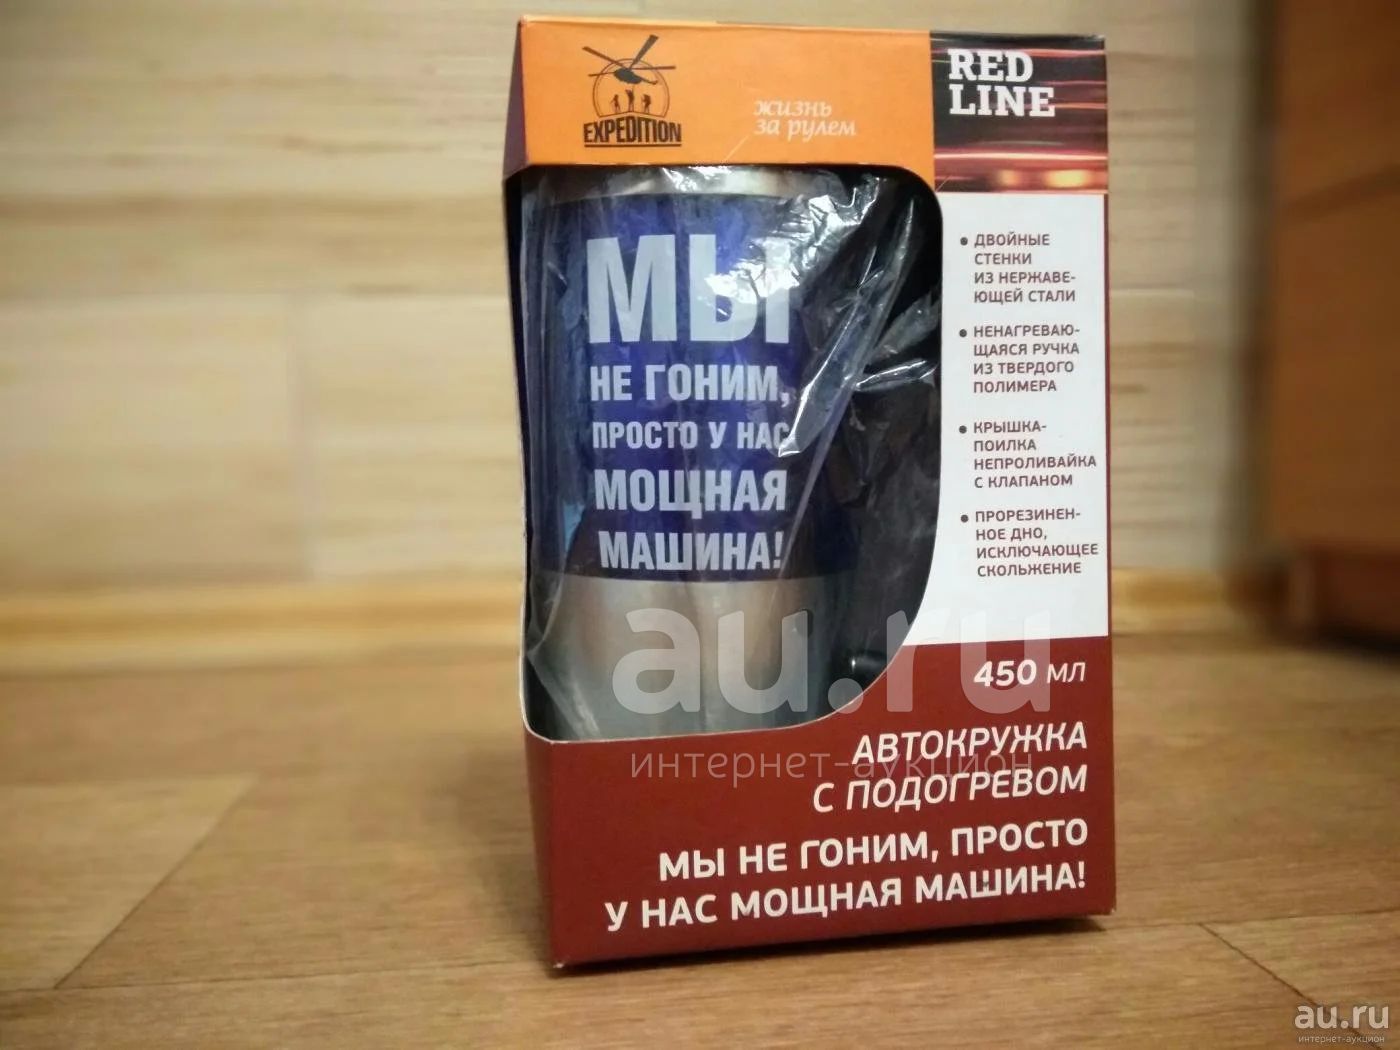 EXPEDITION
жизнь
за рулем
RED
LINE
МЫ
НЕ ГОНИМ,
ПРОСТО У НАС
МОЩНАЯ
МАШИНА!
• ДВОЙНЫЕ
СТЕНКИ
ИЗ НЕРЖАВЕ-
ЮЩЕЙ СТАЛИ
• НЕНАГРЕВАЮ-
ЩАЯСЯ РУЧКА
ИЗ ТВЕРДОГО
ПОЛИМЕРА
• КРЫШКА-
ПОИЛКА
НЕПРОЛИВАЙКА
С КЛАПАНОМ
• ПРОРЕЗИНЕН-
НОЕ ДНО,
ИСКЛЮЧАЮЩЕЕ
СКОЛЬЖЕНИЕ
450 МЛ
АВТОКРУЖКА
С ПОДОГРЕВОМ
МЫ НЕ ГОНИМ, ПРОСТО
У НАС МОЩНАЯ МАШИНА!
au.ru
интернет-аукцион
au.ru
интернет-аукцион